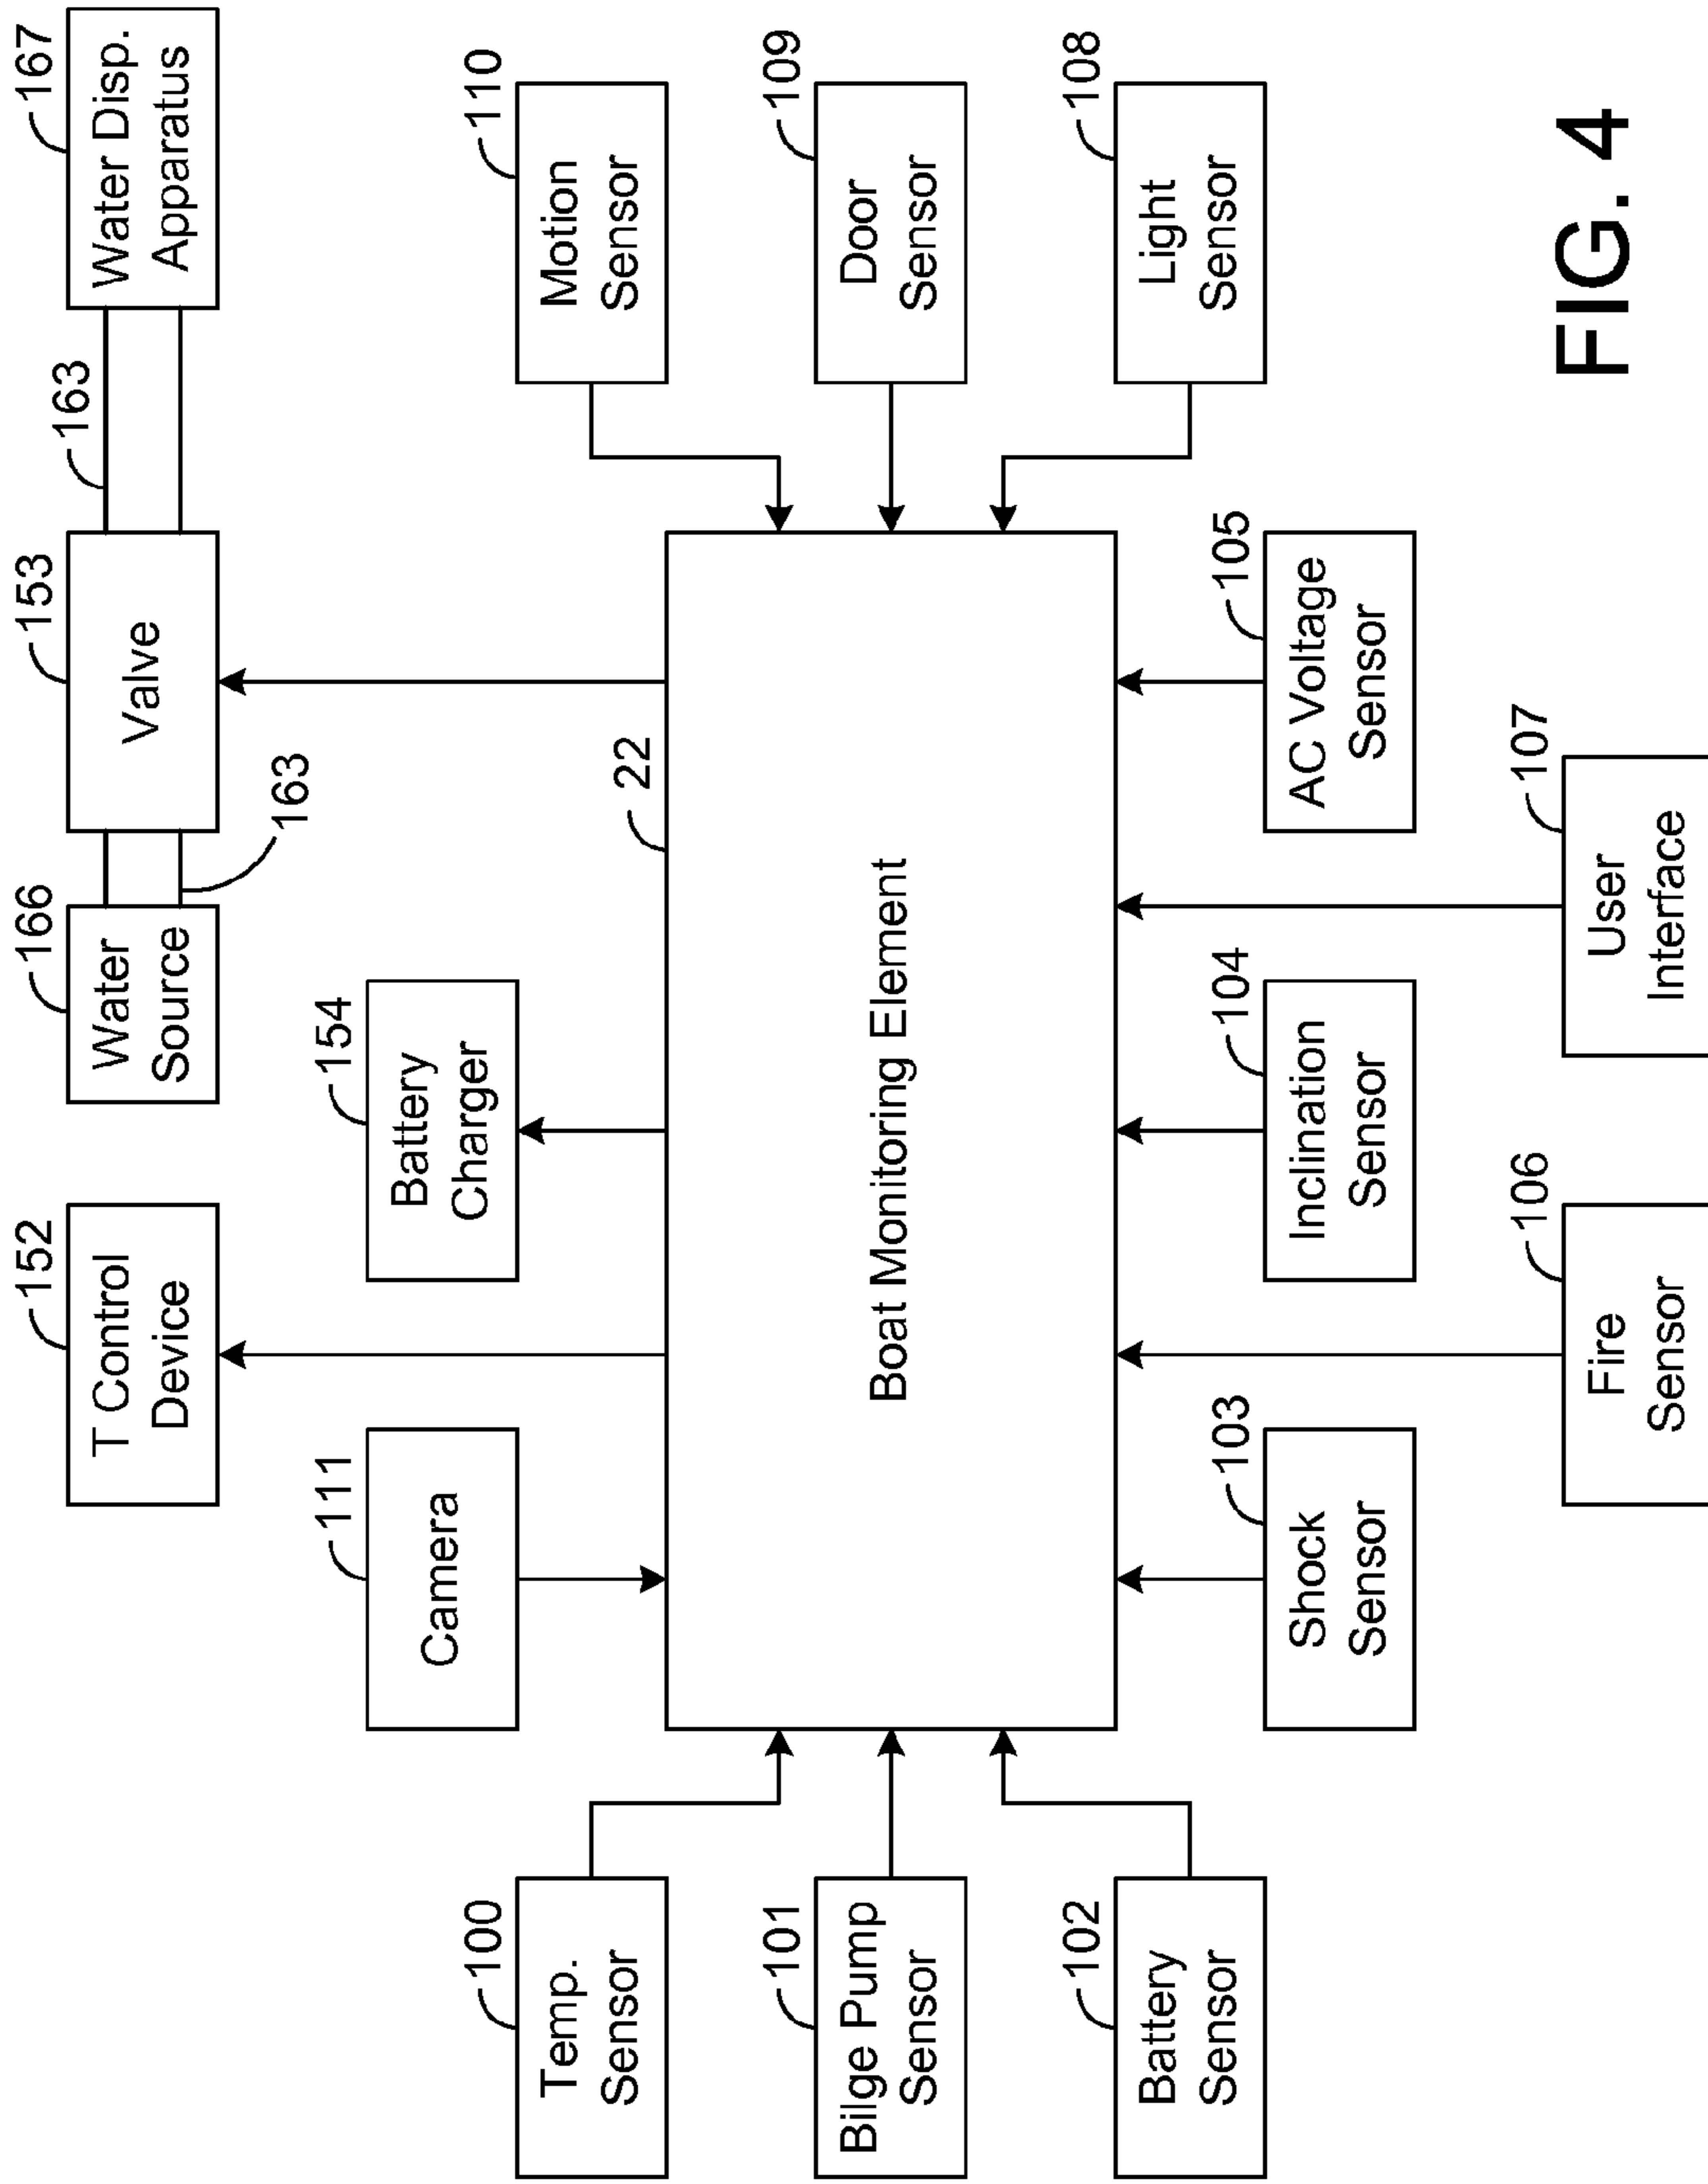 152
T Control
Device
166
Water
Source
163
153
Valve
163
167
Water Disp.
Apparatus
111
Camera
154
Battery
Charger
22
Boat Monitoring Element
100
Temp.
Sensor
101
Bilge Pump
Sensor
102
Battery
Sensor
110
Motion
Sensor
109
Door
Sensor
108
Light
Sensor
103
Shock
Sensor
104
Inclination
Sensor
105
AC Voltage
Sensor
106
Fire
Sensor
107
User
Interface
FIG. 4